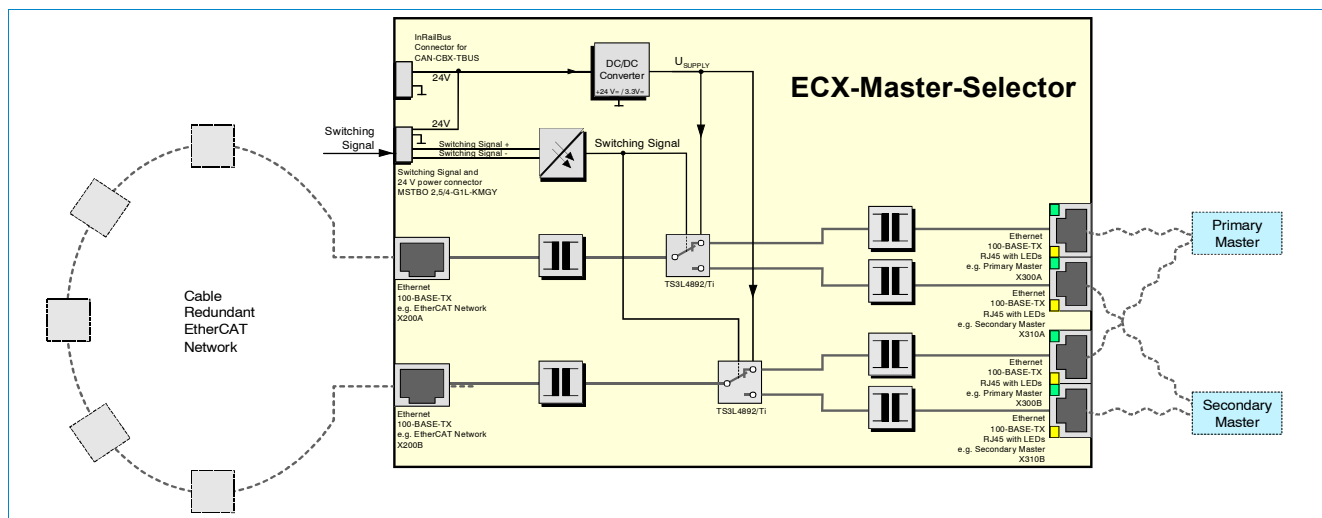 InRailBus
Connector for
CAN-CBX-TBUS
24V
DC/DC
Converter
+24 V= / 3.3V=
USUPPLY
ECX-Master-Selector
24V
Switching
Signal
Switching Signal +
Switching Signal -
Switching Signal
Switching Signal and
24 V power connector
MSTBO 2,5/4-G1L-KMGY
Ethernet
100-BASE-TX
e.g. EtherCAT Network
X200A
TS3L4892/Ti
Ethernet
100-BASE-TX
RJ45 with LEDs
e.g. Primary Master
X300A
Primary
Master
Cable
Redundant
EtherCAT
Network
Ethernet
100-BASE-TX
RJ45 with LEDs
e.g. Secondary Master
X310A
Ethernet
100-BASE-TX
e.g. EtherCAT Network
X200B
TS3L4892/Ti
Ethernet
100-BASE-TX
RJ45 with LEDs
e.g. Primary Master
X300B
Secondary
Master
Ethernet
100-BASE-TX
RJ45 with LEDs
e.g. Secondary Master
X310B